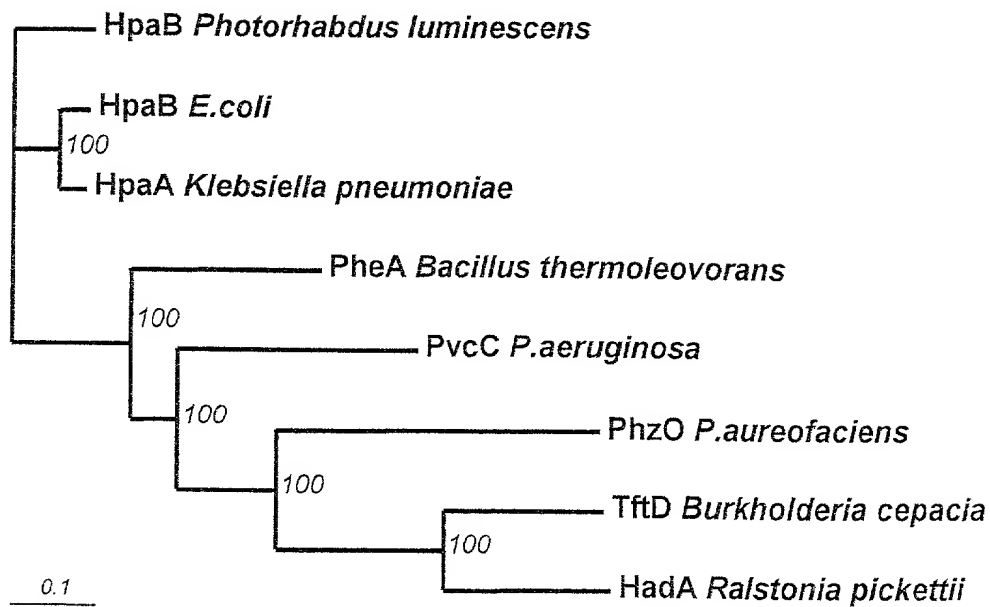 HpaB Photorhabdus luminescens
HpaB E.coli
100
HpaA Klebsiella pneumoniae
PheA Bacillus thermoleovorans
100
PvcC P.aeruginosa
100
PhzO P.aureofaciens
100
TftD Burkholderia cepacia
100
HadA Ralstonia pickettii
0.1